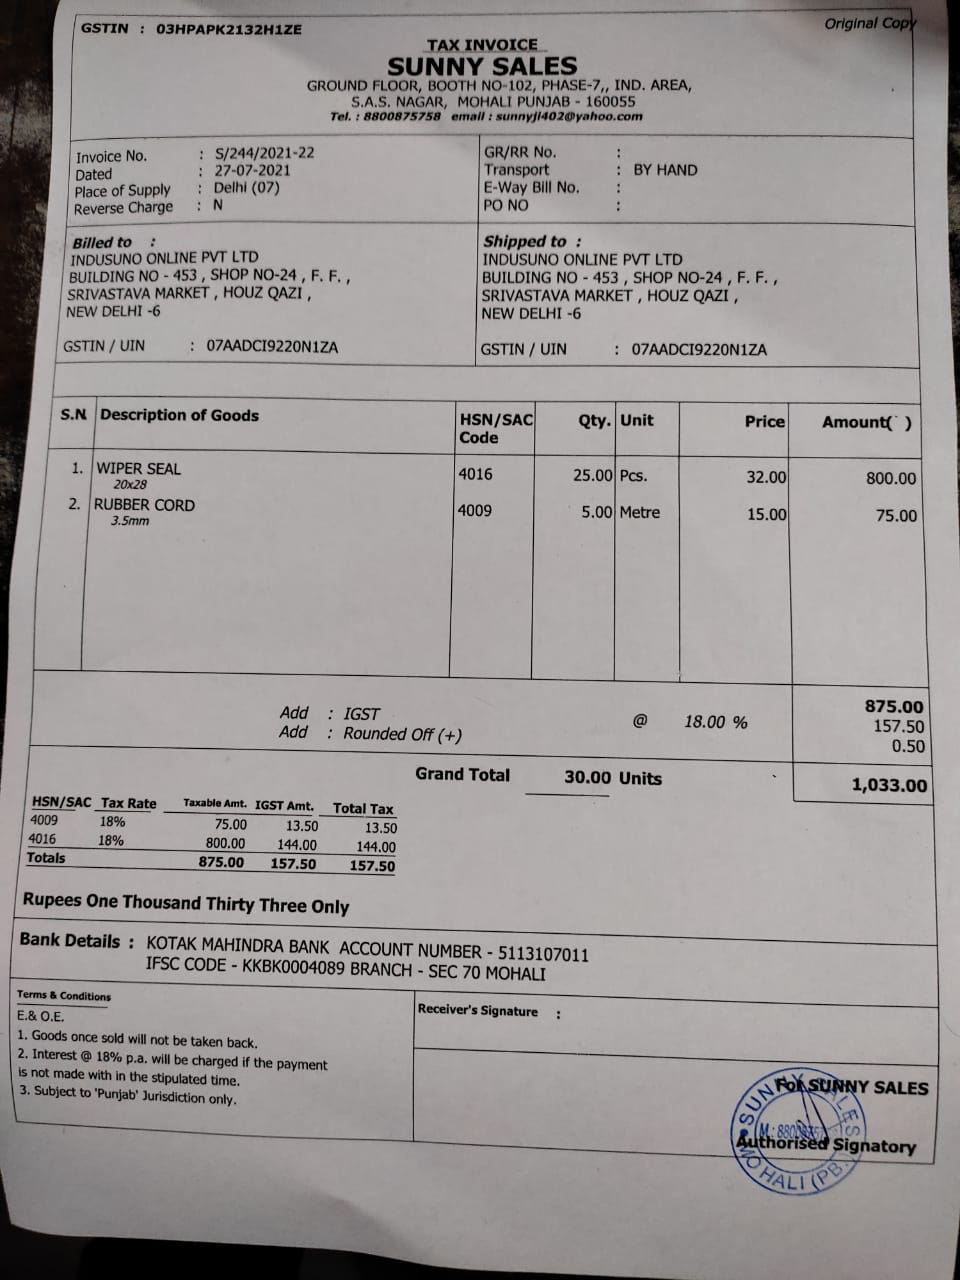 GSTIN : 03HPAPK2132H1ZE
Original Copy
TAX INVOICE
SUNNY SALES
GROUND FLOOR, BOOTH NO-102, PHASE-7,, IND. AREA,
S.A.S. NAGAR, MOHALI PUNJAB - 160055
Tel. : 8800875758 email : sunnyji402@yahoo.com
Invoice No. : S/244/2021-22
Dated : 27-07-2021
Place of Supply : Delhi (07)
Reverse Charge : N
GR/RR No. :
Transport : BY HAND
E-Way Bill No. :
PO NO :
Billed to :
INDUSUNO ONLINE PVT LTD
BUILDING NO - 453 , SHOP NO-24 , F. F. ,
SRIVASTAVA MARKET , HOUZ QAZI ,
NEW DELHI -6
GSTIN / UIN : 07AADCI9220N1ZA
Shipped to :
INDUSUNO ONLINE PVT LTD
BUILDING NO - 453 , SHOP NO-24 , F. F. ,
SRIVASTAVA MARKET , HOUZ QAZI ,
NEW DELHI -6
GSTIN / UIN : 07AADCI9220N1ZA
S.N Description of Goods HSN/SAC Code Qty. Unit Price Amount(` )
1. WIPER SEAL 4016 25.00 Pcs. 32.00 800.00
20x28
2. RUBBER CORD 4009 5.00 Metre 15.00 75.00
3.5mm
875.00
Add : IGST @ 18.00 % 157.50
Add : Rounded Off (+) 0.50
Grand Total 30.00 Units 1,033.00
HSN/SAC Tax Rate Taxable Amt. IGST Amt. Total Tax
4009 18% 75.00 13.50 13.50
4016 18% 800.00 144.00 144.00
Totals 875.00 157.50 157.50
Rupees One Thousand Thirty Three Only
Bank Details : KOTAK MAHINDRA BANK ACCOUNT NUMBER - 5113107011
IFSC CODE - KKBK0004089 BRANCH - SEC 70 MOHALI
Terms & Conditions
E.& O.E.
1. Goods once sold will not be taken back.
2. Interest @ 18% p.a. will be charged if the payment
is not made with in the stipulated time.
3. Subject to 'Punjab' Jurisdiction only.
Receiver's Signature :
For SUNNY SALES
Authorised Signatory
SUNNY SALES
MOHALI (PB.)